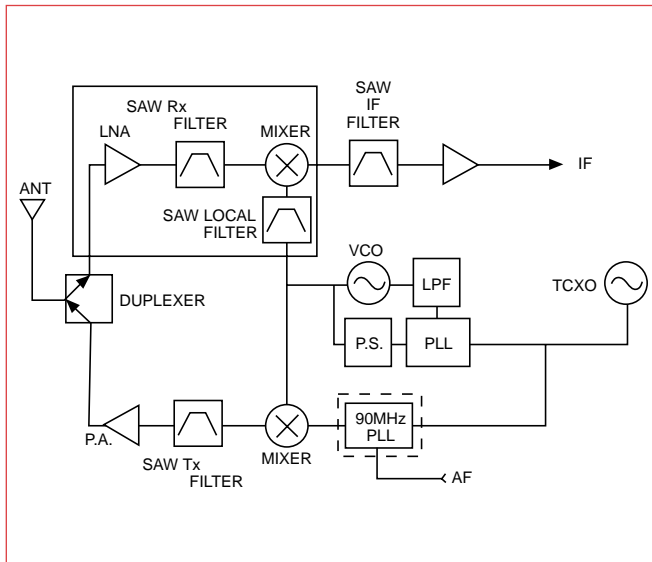 SAW Rx
FILTER
LNA
MIXER
SAW
IF
FILTER
IF
ANT
SAW LOCAL
FILTER
VCO
LPF
TCXO
DUPLEXER
P.S.
PLL
P.A.
SAW Tx
FILTER
MIXER
90MHz
PLL
AF